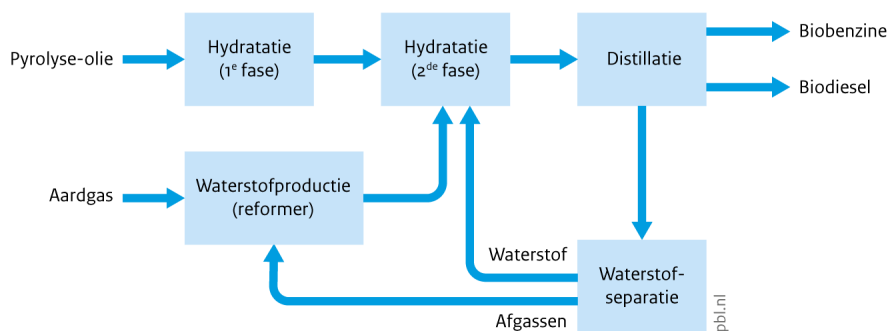 Pyrolyse-olie
Hydratatie
(1e fase)
Hydratatie
(2de fase)
Distillatie
Biobenzine
Biodiesel
Aardgas
Waterstofproductie
(reformer)
Waterstof
Afgassen
Waterstof-
separatie
pbl.nl